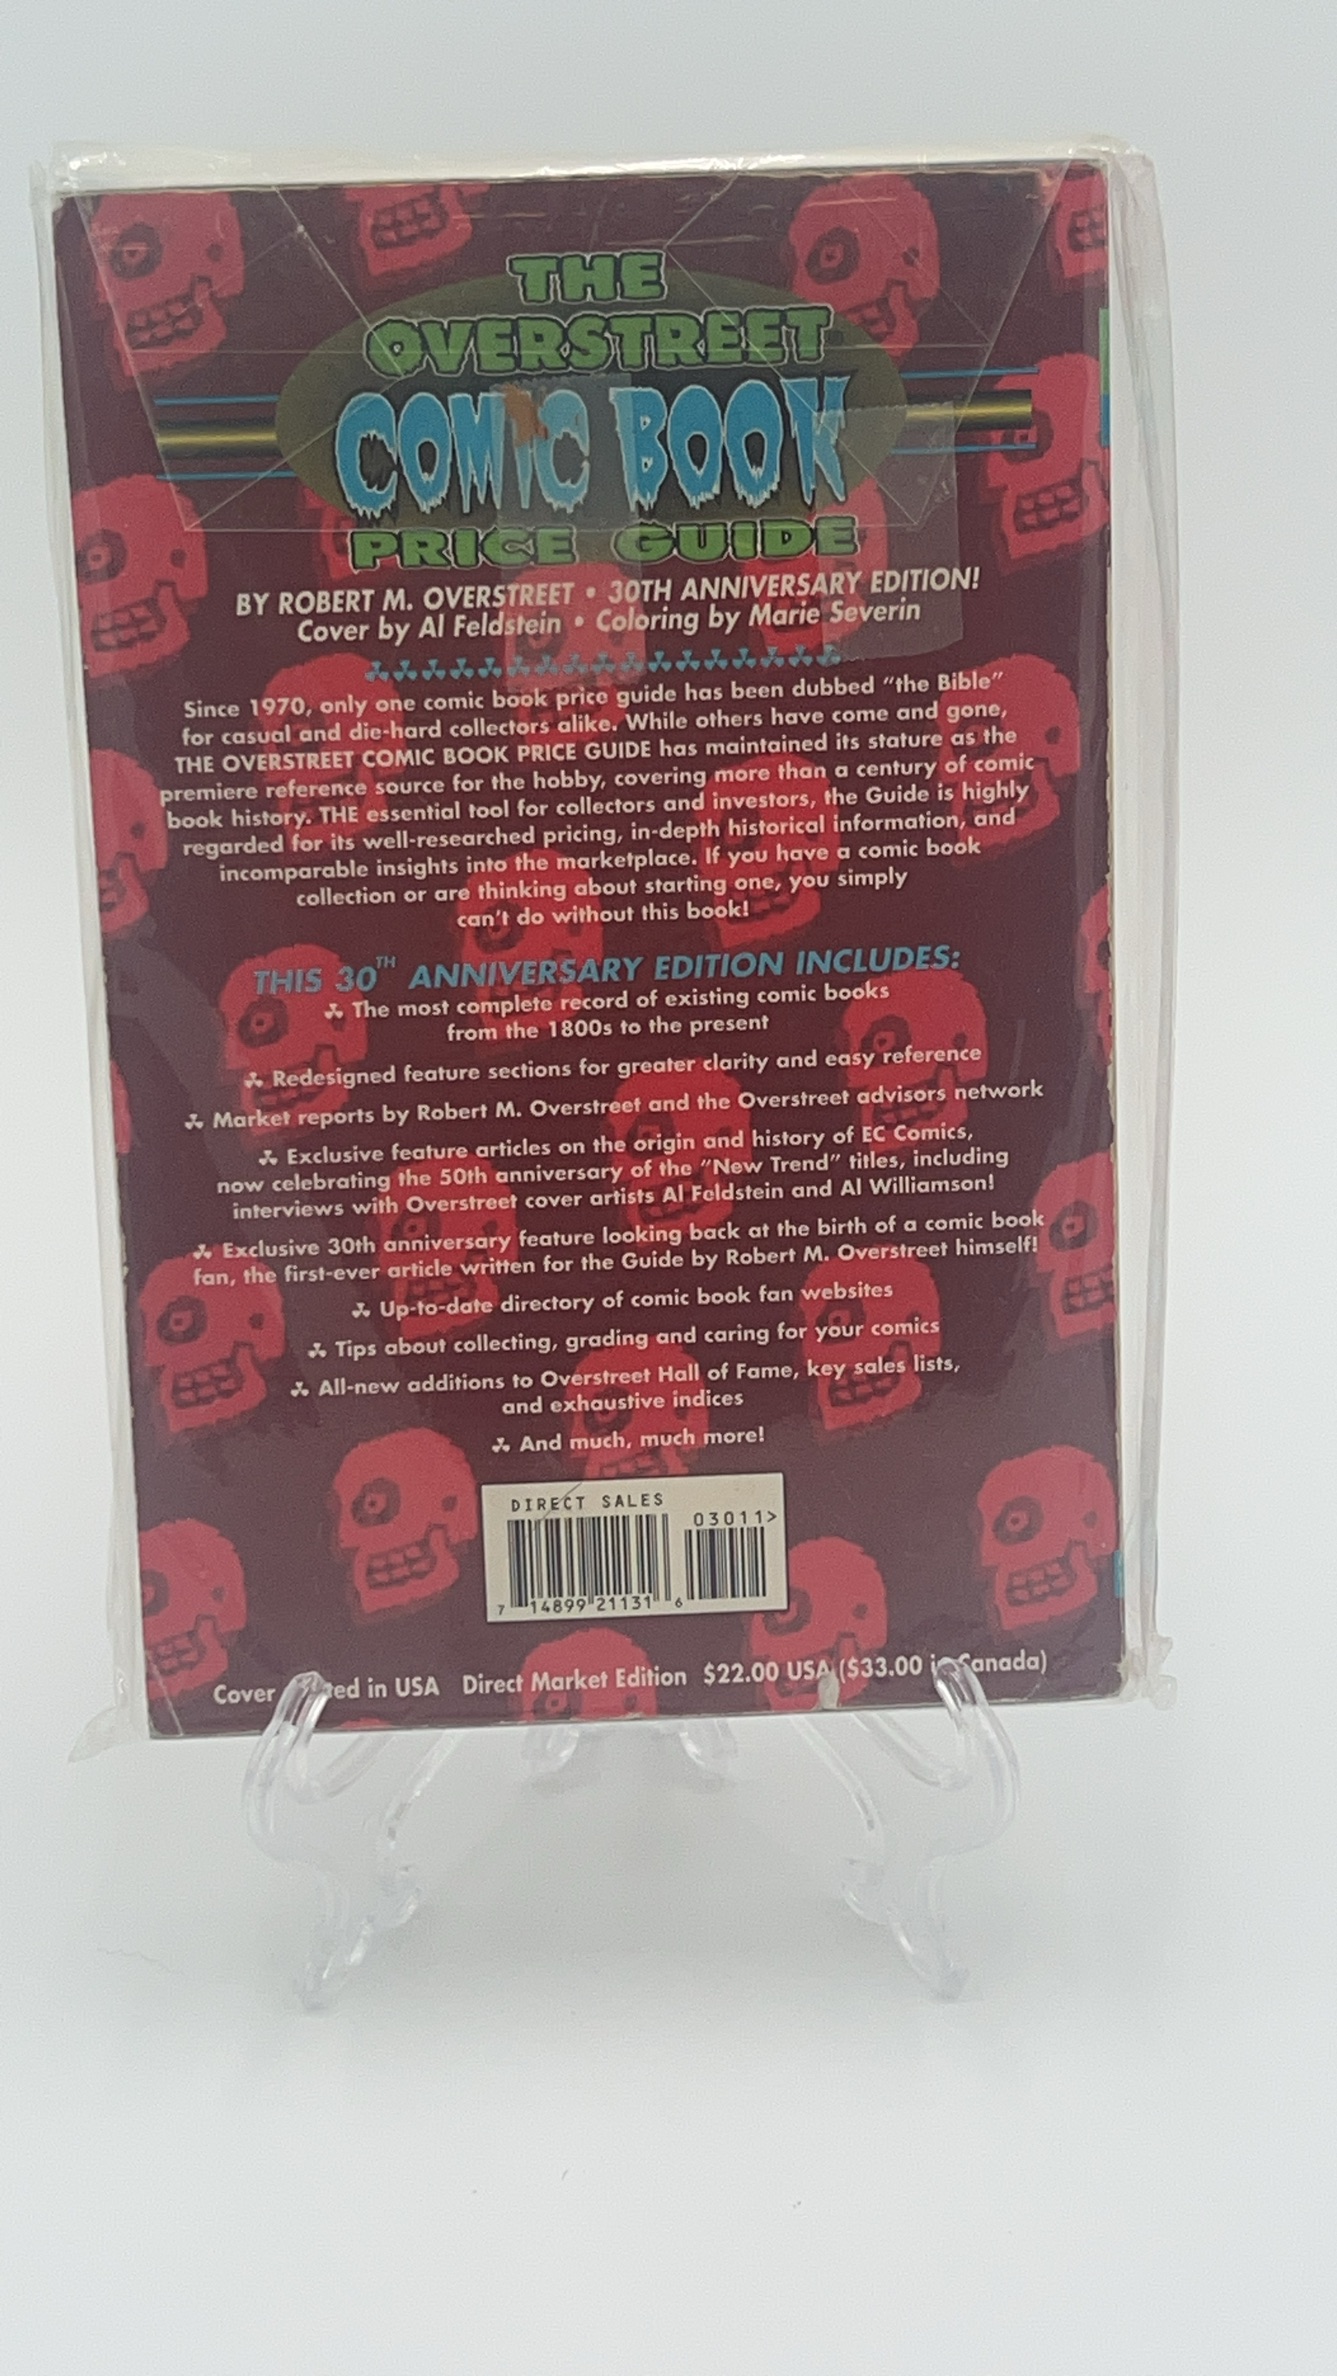 THE
OVERSTREET
COMIC BOOK
PRICE GUIDE
BY ROBERT M. OVERSTREET • 30TH ANNIVERSARY EDITION!
Cover by Al Feldstein • Coloring by Marie Severin
Since 1970, only one comic book price guide has been dubbed “the Bible”
for casual and die-hard collectors alike. While others have come and gone,
THE OVERSTREET COMIC BOOK PRICE GUIDE has maintained its stature as the
premiere reference source for the hobby, covering more than a century of comic
book history. THE essential tool for collectors and investors, the Guide is highly
regarded for its well-researched pricing, in-depth historical information, and
incomparable insights into the marketplace. If you have a comic book
collection or are thinking about starting one, you simply
can't do without this book!
THIS 30TH ANNIVERSARY EDITION INCLUDES:
The most complete record of existing comic books
from the 1800s to the present
Redesigned feature sections for greater clarity and easy reference
Market reports by Robert M. Overstreet and the Overstreet advisors network
Exclusive feature articles on the origin and history of EC Comics,
now celebrating the 50th anniversary of the “New Trend” titles, including
interviews with Overstreet cover artists Al Feldstein and Al Williamson!
Exclusive 30th anniversary feature looking back at the birth of a comic book
fan, the first-ever article written for the Guide by Robert M. Overstreet himself!
Up-to-date directory of comic book fan websites
Tips about collecting, grading and caring for your comics
All-new additions to Overstreet Hall of Fame, key sales lists,
and exhaustive indices
And much, much more!
DIRECT SALES
03011>
7 14899 21131 6
Cover ed in USA Direct Market Edition $22.00 USA ($33.00 in Canada)